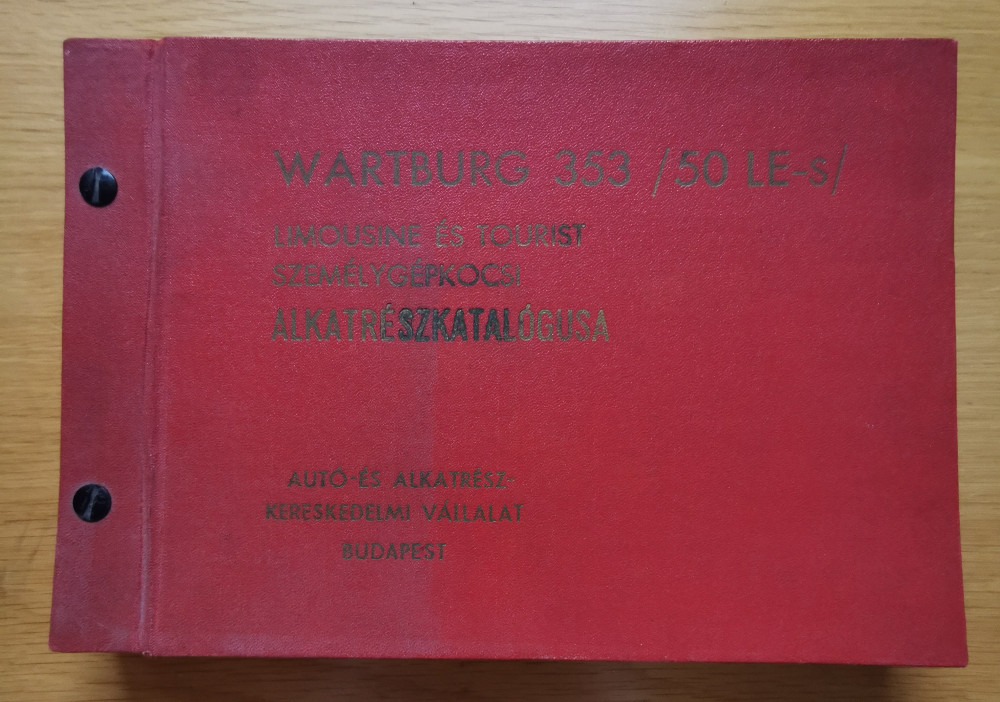 WARTBURG 353 /50 LE-s/
LIMOUSINE ÉS TOURIST
SZEMÉLYGÉPKOCSI
ALKATRÉSZKATALÓGUSA
AUTÓ-ÉS ALKATRÉSZ-
KERESKEDELMI VÁLLALAT
BUDAPEST